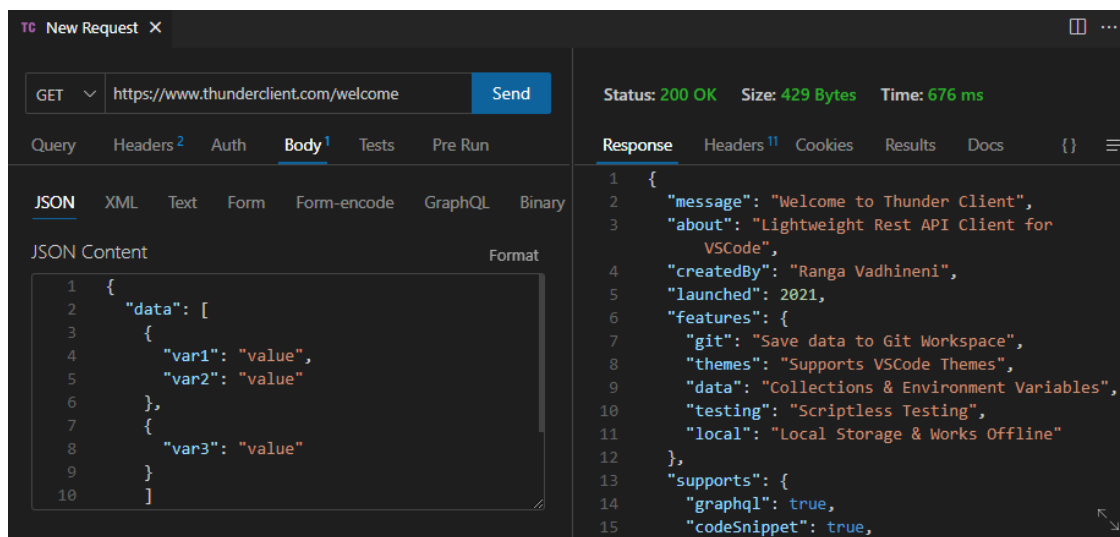 TC New Request
GET https://www.thunderclient.com/welcome Send
Query Headers 2 Auth Body 1 Tests Pre Run
JSON XML Text Form Form-encode GraphQL Binary
JSON Content Format
1 {
2 "data": [
3 {
4 "var1": "value",
5 "var2": "value"
6 },
7 {
8 "var3": "value"
9 }
10 ]
Status: 200 OK Size: 429 Bytes Time: 676 ms
Response Headers 11 Cookies Results Docs {}
1 {
2 "message": "Welcome to Thunder Client",
3 "about": "Lightweight Rest API Client for
VSCode",
4 "createdBy": "Ranga Vadhineni",
5 "launched": 2021,
6 "features": {
7 "git": "Save data to Git Workspace",
8 "themes": "Supports VSCode Themes",
9 "data": "Collections & Environment Variables",
10 "testing": "Scriptless Testing",
11 "local": "Local Storage & Works Offline"
12 },
13 "supports": {
14 "graphql": true,
15 "codeSnippet": true,